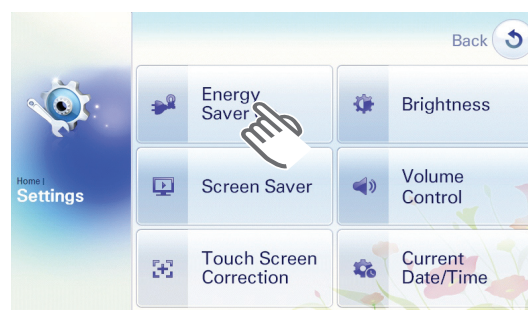 Back
Energy
Saver
Brightness
Home |
Settings
Screen Saver
Volume
Control
Touch Screen
Correction
Current
Date/Time